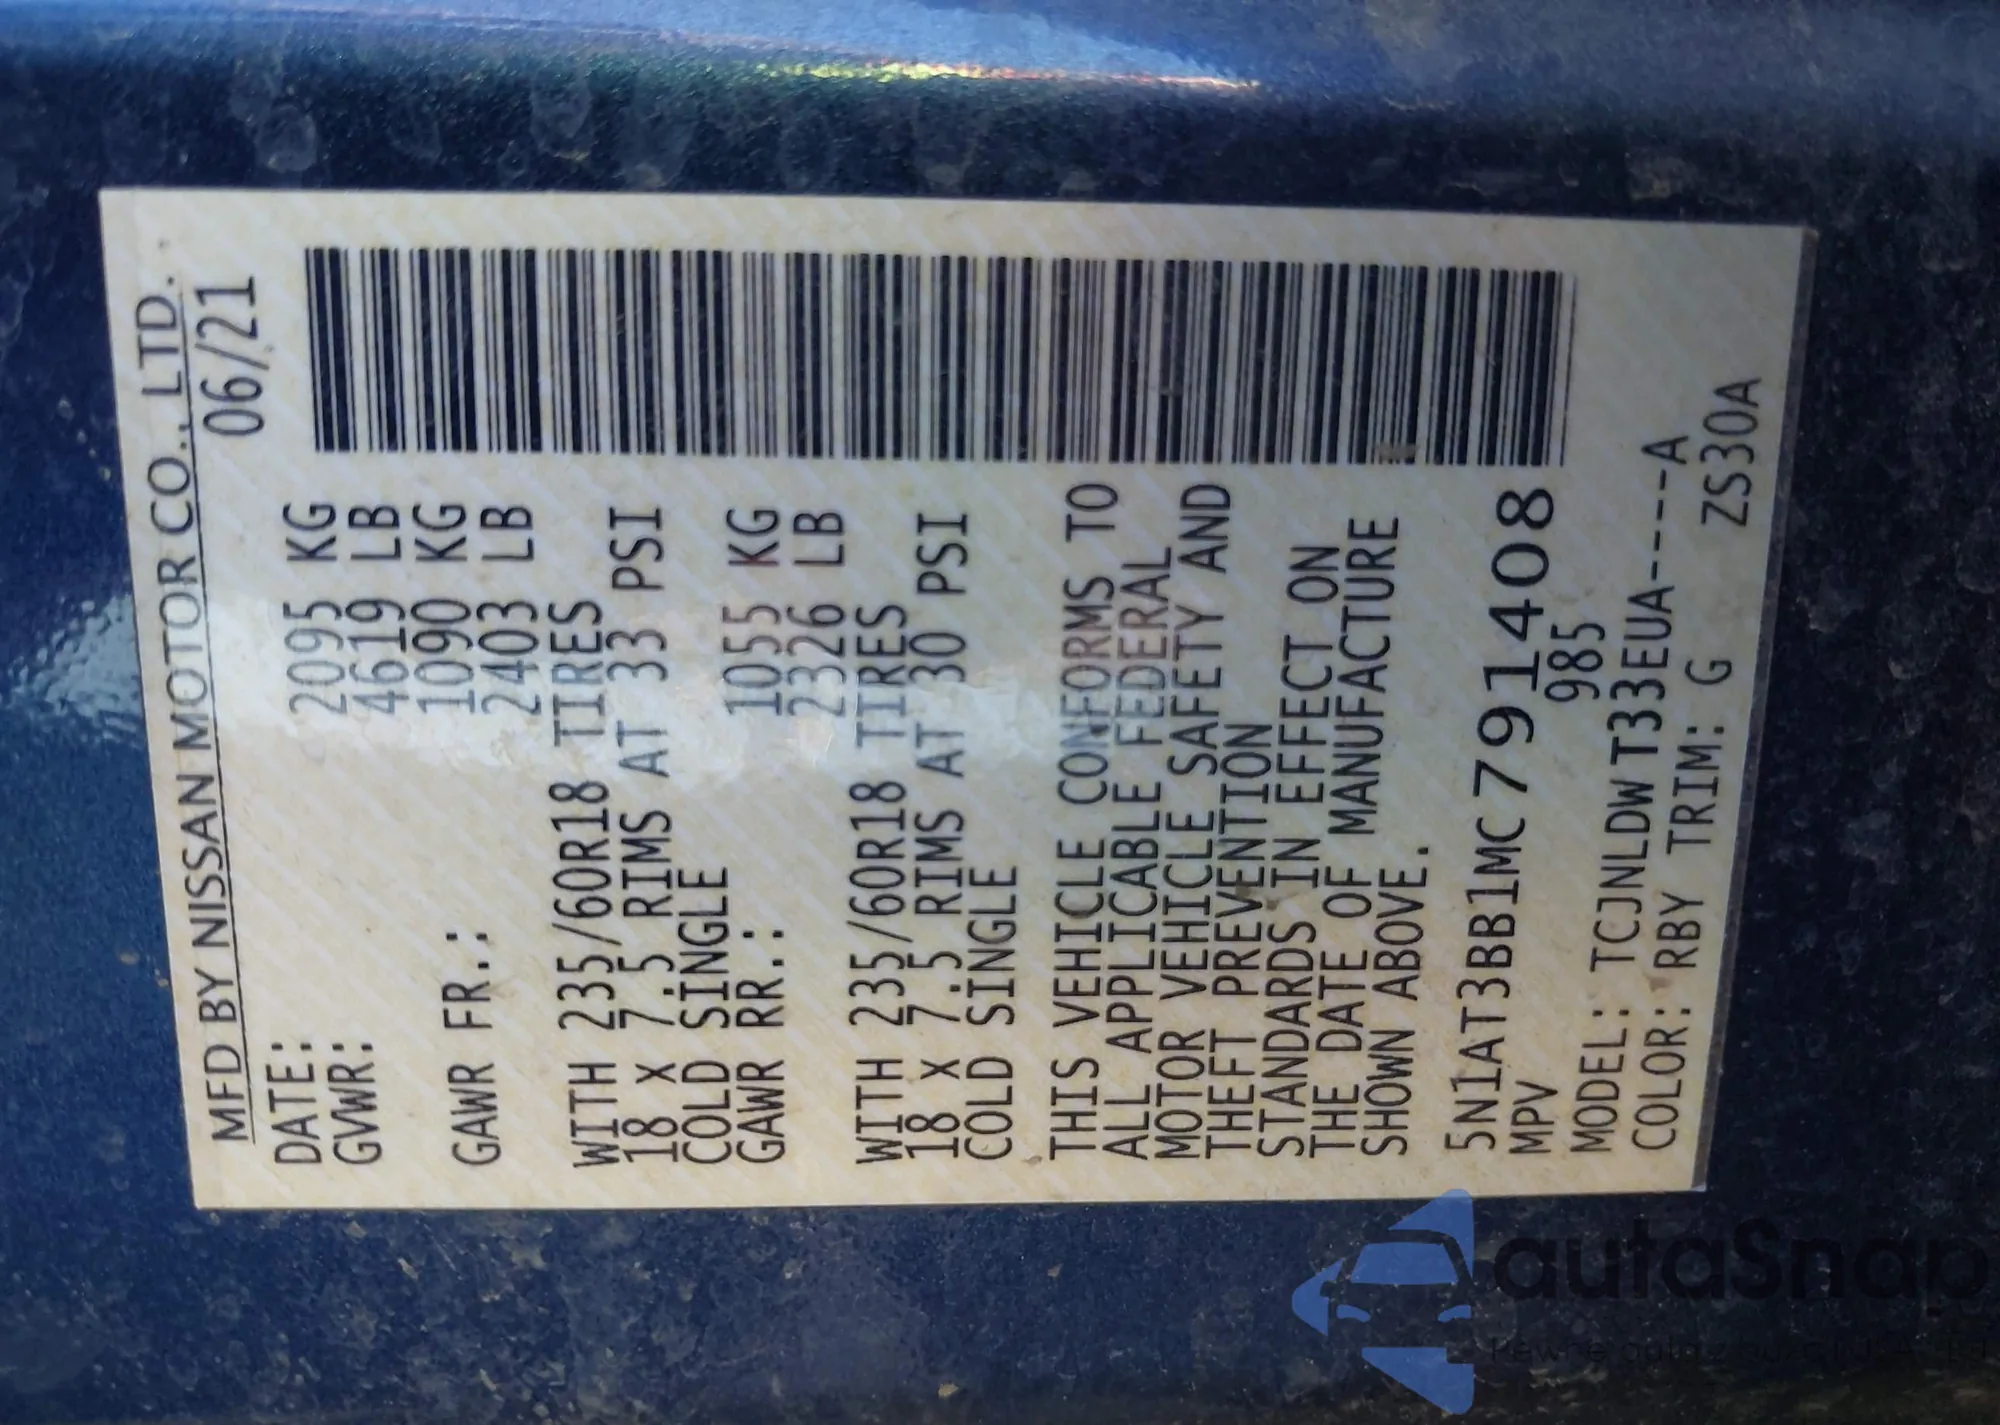 MFD BY NISSAN MOTOR CO., LTD.
DATE: 06/21
GVWR: 2095 KG
4619 LB
GAWR FR.: 1090 KG
2403 LB
WITH 235/60R18 TIRES
18 X 7.5 RIMS AT 33 PSI
COLD SINGLE
GAWR RR.: 1055 KG
2326 LB
WITH 235/60R18 TIRES
18 X 7.5 RIMS AT 30 PSI
COLD SINGLE
THIS VEHICLE CONFORMS TO
ALL APPLICABLE FEDERAL
MOTOR VEHICLE SAFETY AND
THEFT PREVENTION
STANDARDS IN EFFECT ON
THE DATE OF MANUFACTURE
SHOWN ABOVE.
5N1AT3BB1MC791408
MPV 985
MODEL: TCJNLDWT33EUA-----A
COLOR: RBY TRIM: G ZS30A
autaSnap